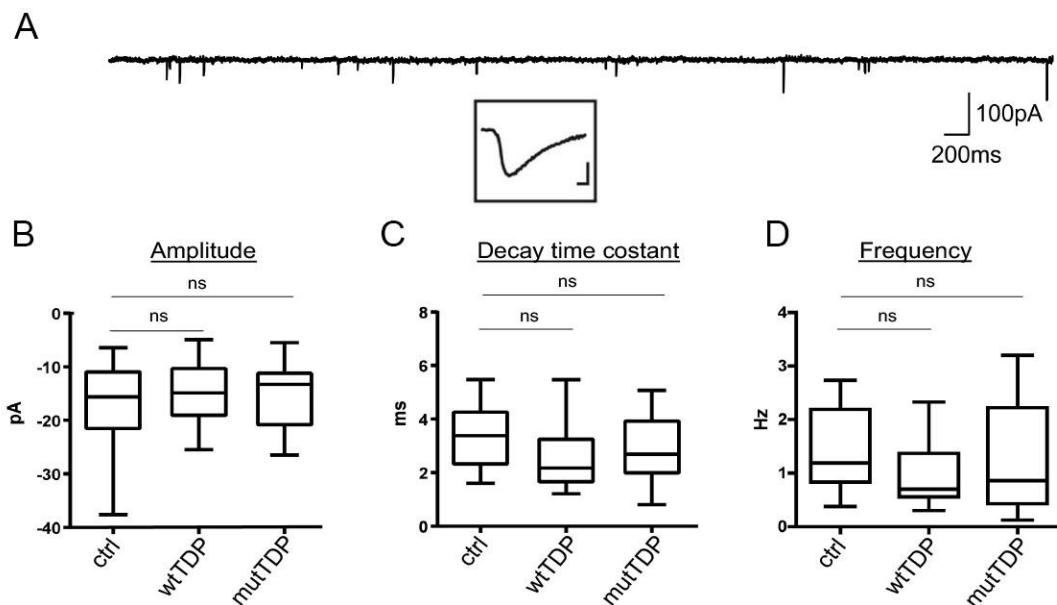 A
100pA
200ms
B
Amplitude
ns
ns
0
-10
-20
-30
-40
pA
ctrl
wtTDP
mutTDP
C
Decay time costant
ns
ns
8
6
4
2
0
ms
ctrl
wtTDP
mutTDP
D
Frequency
ns
ns
4
3
2
1
0
Hz
ctrl
wtTDP
mutTDP